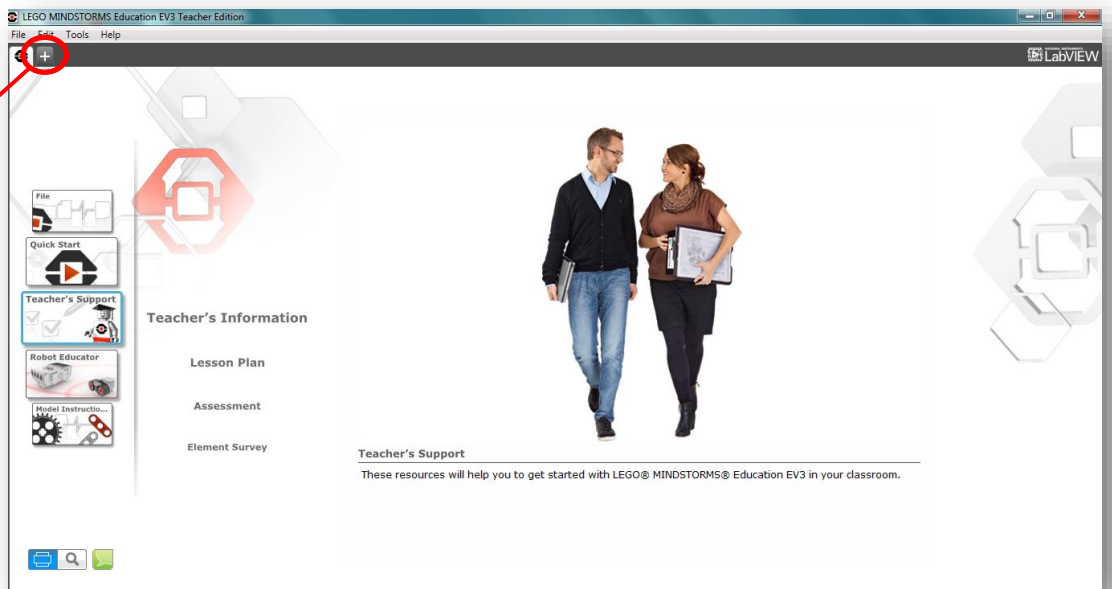 LEGO MINDSTORMS Education EV3 Teacher Edition
File Edit Tools Help
+
NATIONAL INSTRUMENTS
LabVIEW
File
Quick Start
Teacher's Support
Robot Educator
Model Instructio...
Teacher's Information
Lesson Plan
Assessment
Element Survey
Teacher's Support
These resources will help you to get started with LEGO® MINDSTORMS® Education EV3 in your classroom.